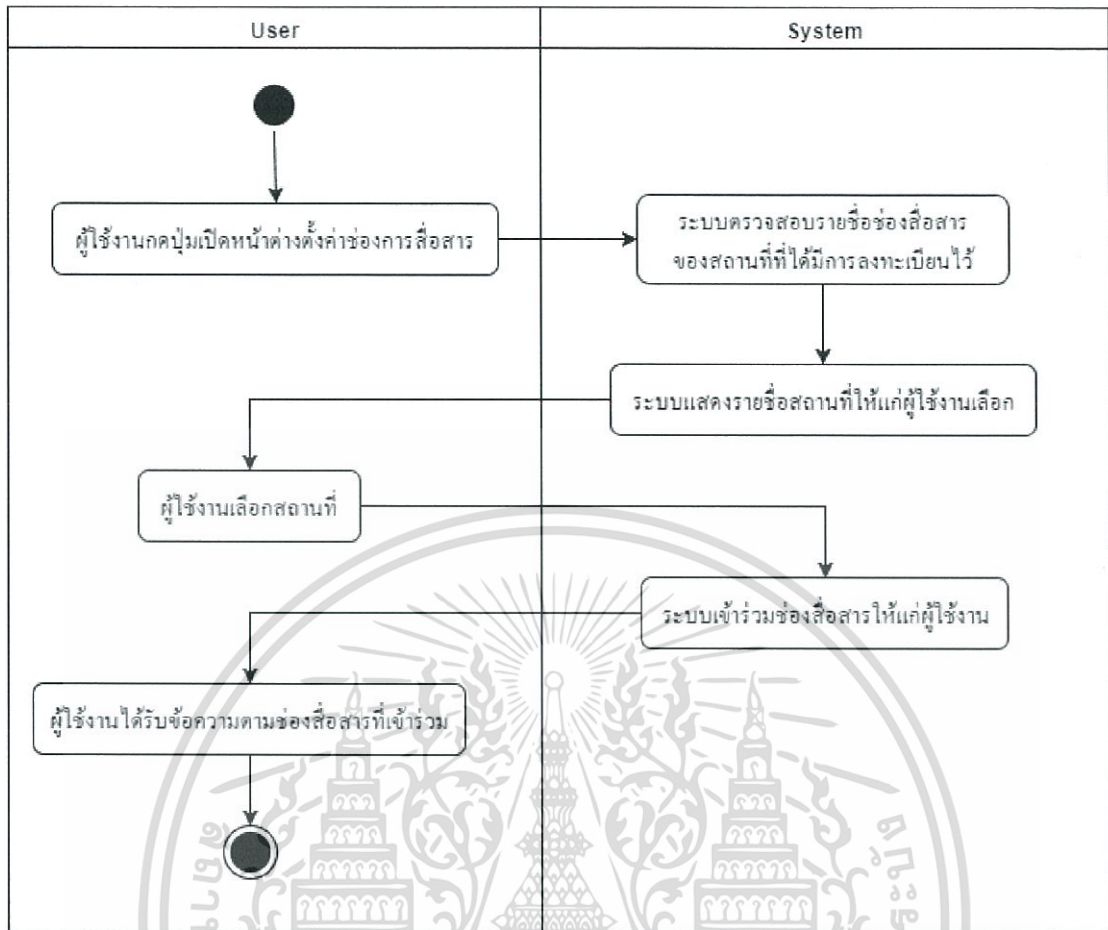 User
System
ผู้ใช้งานกดปุ่มเปิดหน้าต่างตั้งค่าช่องการสื่อสาร
ระบบตรวจสอบรายชื่อช่องสื่อสาร
ของสถานที่ที่ได้มีการลงทะเบียนไว้
ระบบแสดงรายชื่อสถานที่ให้แก่ผู้ใช้งานเลือก
ผู้ใช้งานเลือกสถานที่
ระบบเข้าร่วมช่องสื่อสารให้แก่ผู้ใช้งาน
ผู้ใช้งานได้รับข้อความตามช่องสื่อสารที่เข้าร่วม